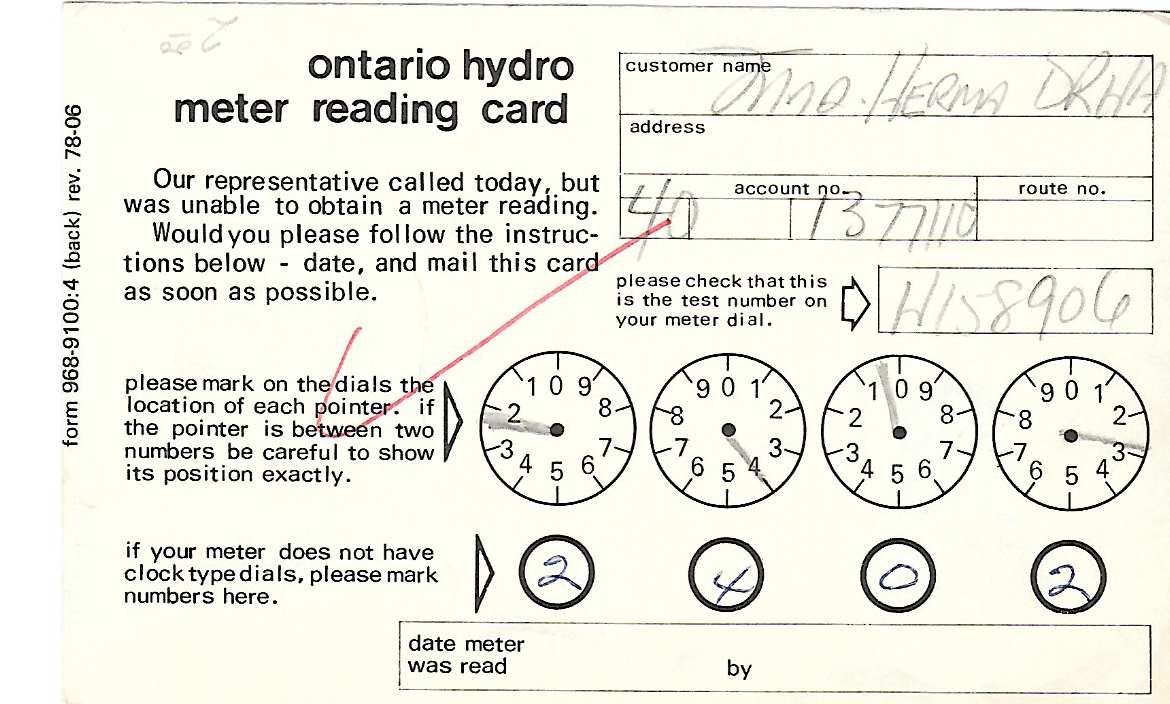 ontario hydro
meter reading card
form 968-9100:4 (back) rev. 78-06
Our representative called today, but
was unable to obtain a meter reading.
Would you please follow the instruc-
tions below - date, and mail this card
as soon as possible.
customer name
HERMA
address
account no.
route no.
40 1377110
please check that this
is the test number on
your meter dial.
H158906
please mark on the dials the
location of each pointer. if
the pointer is between two
numbers be careful to show
its position exactly.
1 0 9 8 7 6 5 4 3 2
9 0 1 2 3 4 5 6 7 8
1 0 9 8 7 6 5 4 3 2
9 0 1 2 3 4 5 6 7 8
if your meter does not have
clock type dials, please mark
numbers here.
2 4 0 2
date meter
was read
by